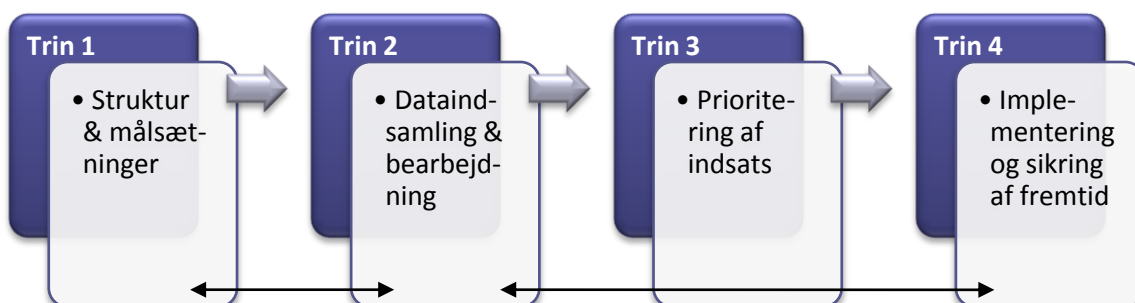 Trin 1
• Struktur
& målsæt-
ninger
Trin 2
• Dataind-
samling &
bearbejd-
ning
Trin 3
• Priorite-
ring af
indsats
Trin 4
• Imple-
mentering
og sikring
af fremtid